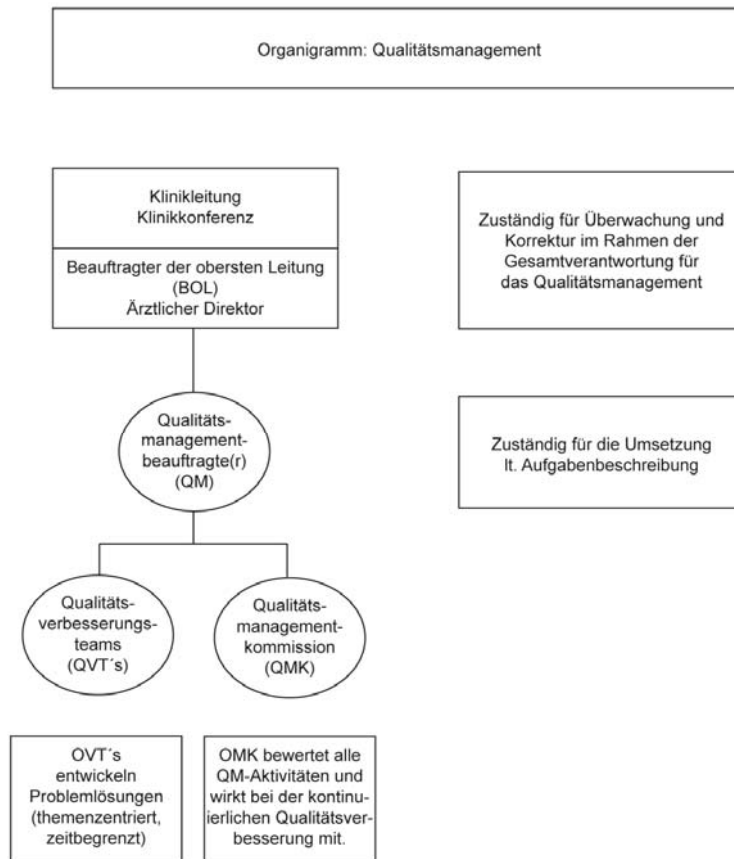 Organigramm: Qualitätsmanagement
Klinikleitung
Klinikkonferenz
Beauftragter der obersten Leitung
(BOL)
Ärztlicher Direktor
Zuständig für Überwachung und
Korrektur im Rahmen der
Gesamtverantwortung für
das Qualitätsmanagement
Qualitäts-
management-
beauftragte(r)
(QM)
Zuständig für die Umsetzung
lt. Aufgabenbeschreibung
Qualitäts-
verbesserungs-
teams
(QVT´s)
Qualitäts-
management-
kommission
(QMK)
OVT´s
entwickeln
Problemlösungen
(themenzentriert,
zeitbegrenzt)
OMK bewertet alle
QM-Aktivitäten und
wirkt bei der kontinu-
ierlichen Qualitätsver-
besserung mit.